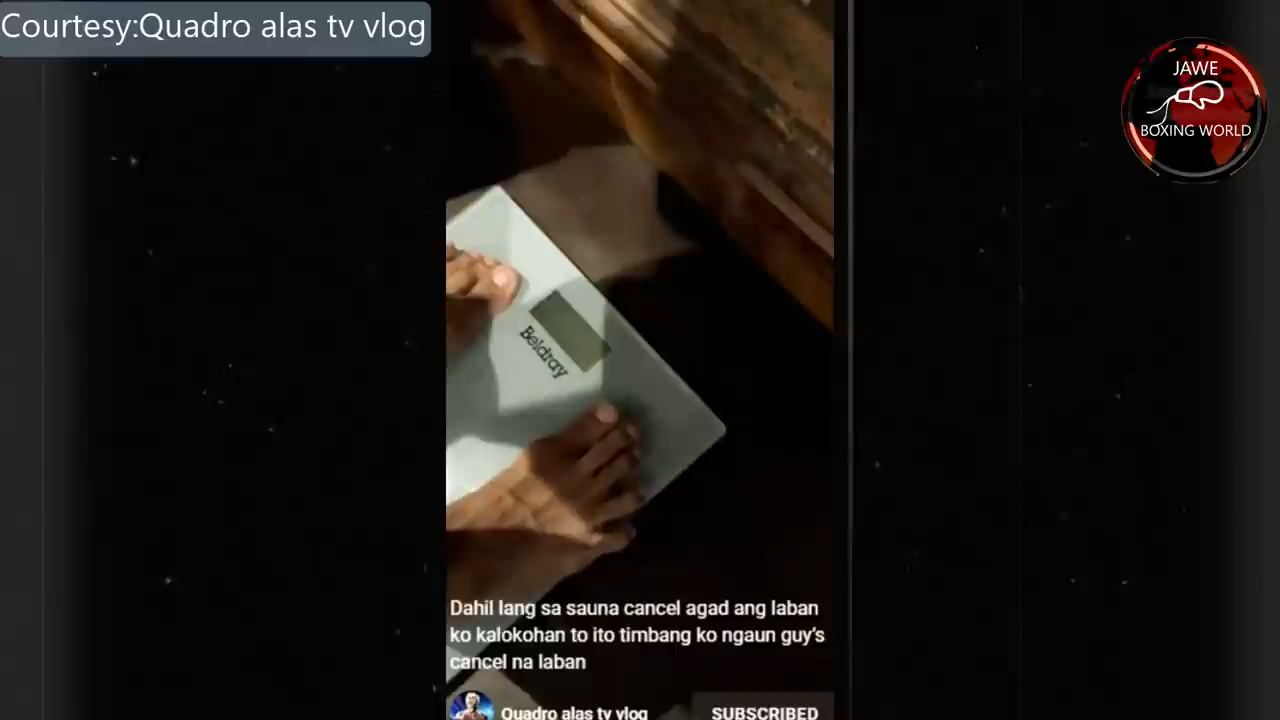 Courtesy:Quadro alas tv vlog
JAWE
BOXING WORLD
Beldray
Dahil lang sa sauna cancel agad ang laban
ko kalokohan to ito timbang ko ngaun guy's
cancel na laban
Quadro alas tv vlog
SUBSCRIBED